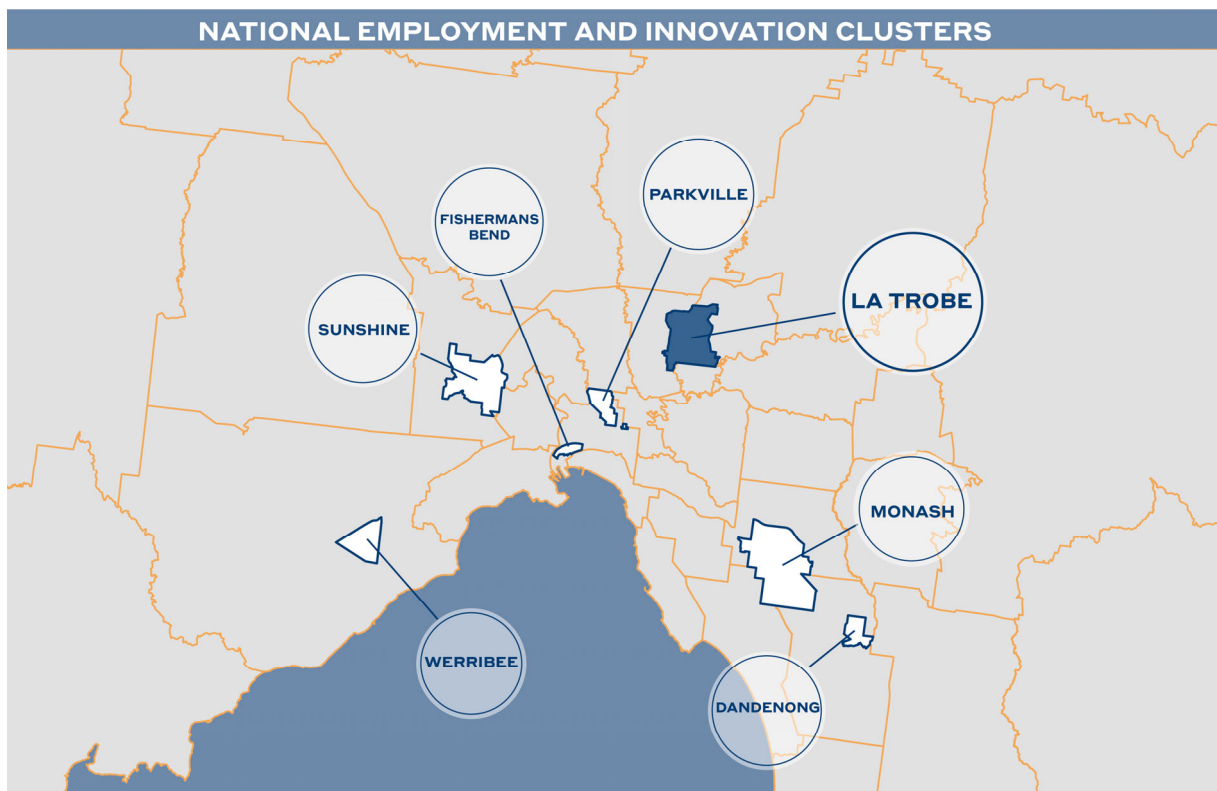 NATIONAL EMPLOYMENT AND INNOVATION CLUSTERS
PARKVILLE
FISHERMANS
BEND
LA TROBE
SUNSHINE
MONASH
WERRIBEE
DANDENONG